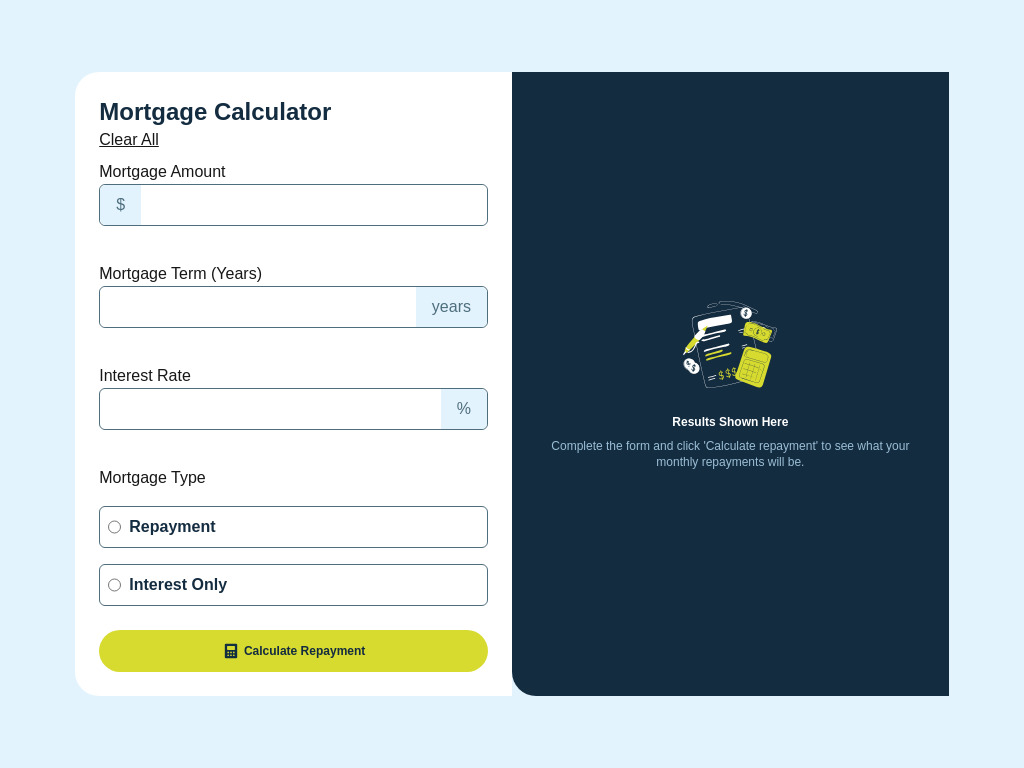 Mortgage Calculator
Clear All
Mortgage Amount
$
Mortgage Term (Years)
years
Interest Rate
%
Mortgage Type
Repayment
Interest Only
Calculate Repayment
$
$
$
= $$$
Results Shown Here
Complete the form and click 'Calculate repayment' to see what your
monthly repayments will be.